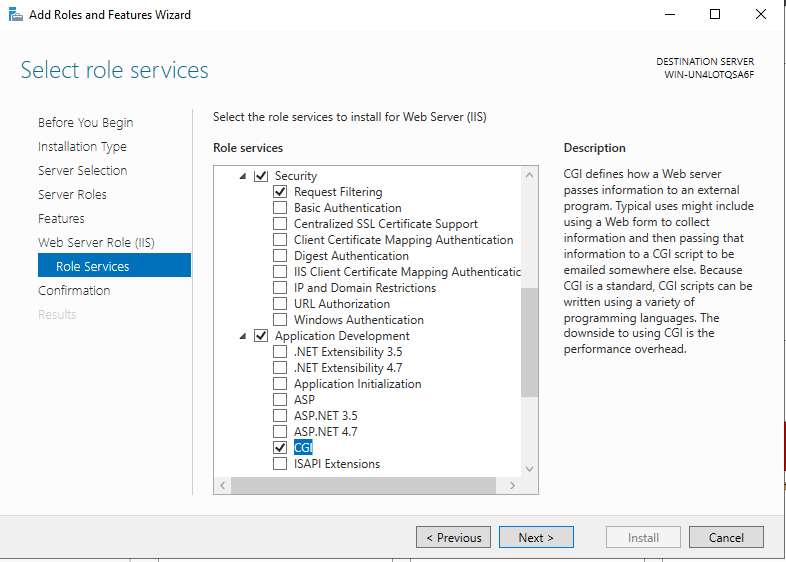 Add Roles and Features Wizard
Select role services
DESTINATION SERVER
WIN-UN4LOTQSA6F
Before You Begin
Installation Type
Server Selection
Server Roles
Features
Web Server Role (IIS)
Role Services
Confirmation
Results
Select the role services to install for Web Server (IIS)
Role services
Security
Request Filtering
Basic Authentication
Centralized SSL Certificate Support
Client Certificate Mapping Authentication
Digest Authentication
IIS Client Certificate Mapping Authenticatic
IP and Domain Restrictions
URL Authorization
Windows Authentication
Application Development
.NET Extensibility 3.5
.NET Extensibility 4.7
Application Initialization
ASP
ASP.NET 3.5
ASP.NET 4.7
CGI
ISAPI Extensions
Description
CGI defines how a Web server
passes information to an external
program. Typical uses might include
using a Web form to collect
information and then passing that
information to a CGI script to be
emailed somewhere else. Because
CGI is a standard, CGI scripts can be
written using a variety of
programming languages. The
downside to using CGI is the
performance overhead.
< Previous
Next >
Install
Cancel